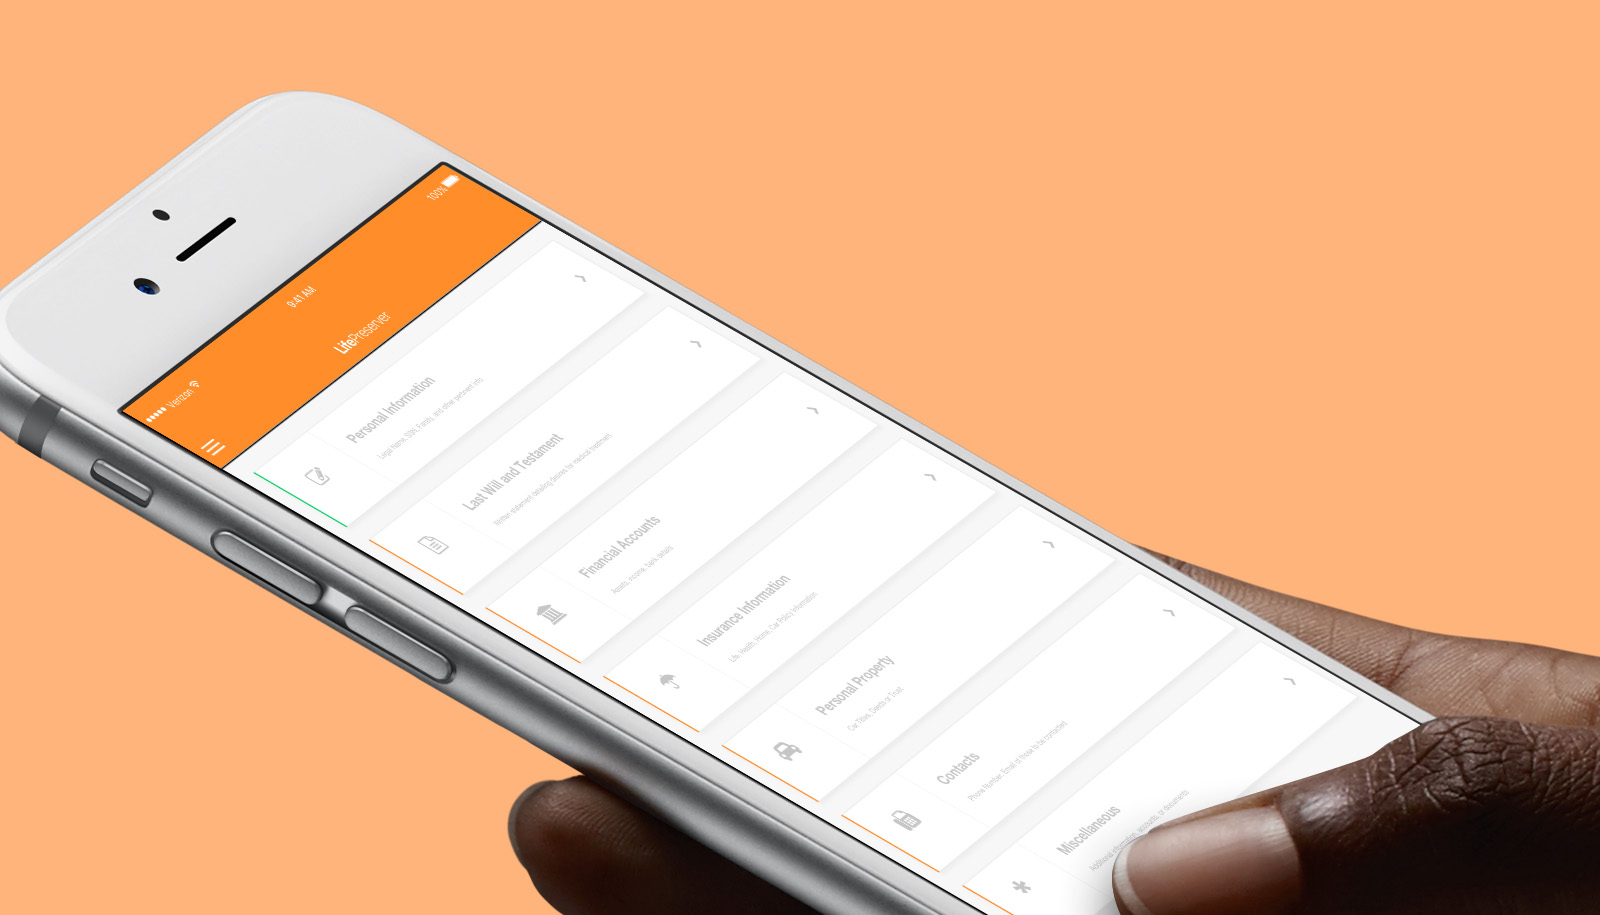 Verizon 9:41 AM 100%
LifePreserver
Personal Information
Legal Name, SSN, Family, and other pertinent info
Last Will and Testament
Written statement detailing desires for medical treatment
Financial Accounts
Assets, Income, Bank details
Insurance Information
Life, Health, Home, Car Policy Information
Personal Property
Car Titles, Deeds or Trust
Contacts
Phone Number, Email of those to be contacted
Miscellaneous
Additional information, accounts, or documents